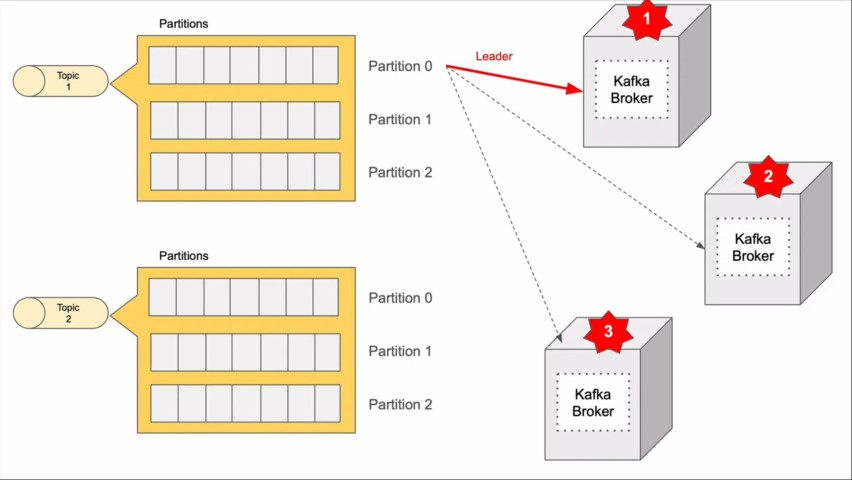 Partitions
Topic
1
Partition 0
Partition 1
Partition 2
Leader
1
Kafka
Broker
2
Kafka
Broker
Partitions
Topic
2
Partition 0
Partition 1
Partition 2
3
Kafka
Broker